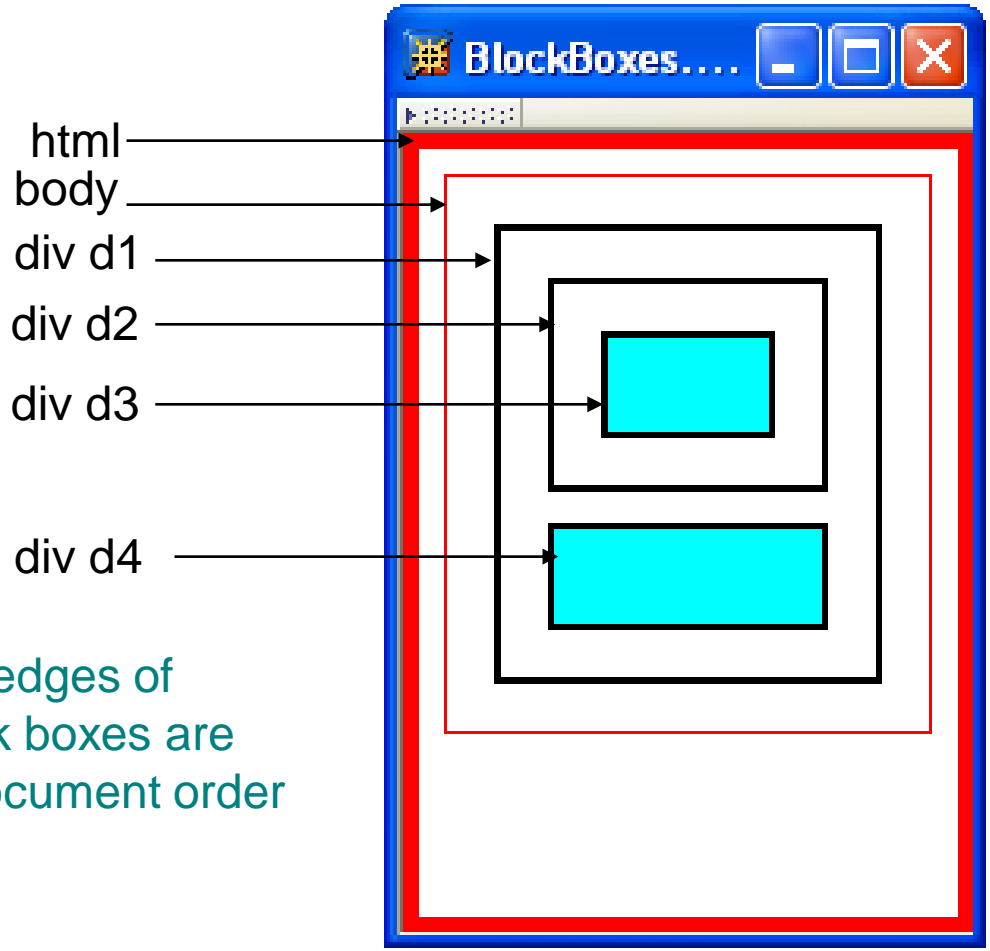 BlockBoxes....
html
body
div d1
div d2
div d3
div d4
edges of
k boxes are
ocument order